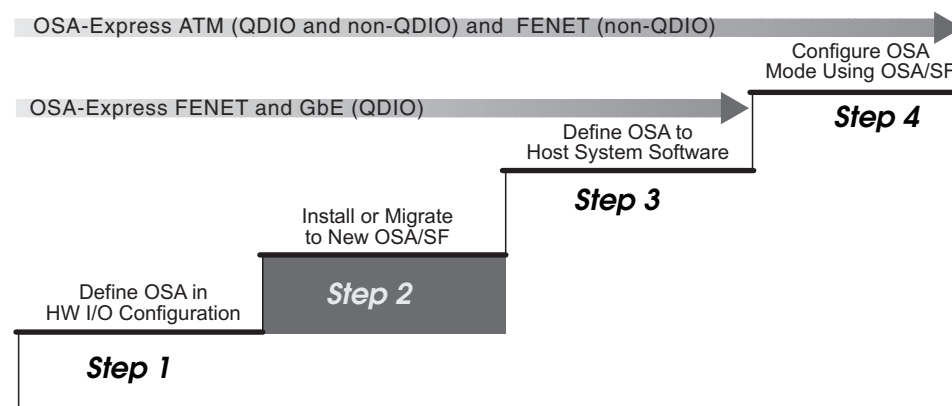 OSA-Express ATM (QDIO and non-QDIO) and FENET (non-QDIO)
Configure OSA
Mode Using OSA/SF
Step 4
OSA-Express FENET and GbE (QDIO)
Define OSA to
Host System Software
Step 3
Install or Migrate
to New OSA/SF
Step 2
Define OSA in
HW I/O Configuration
Step 1